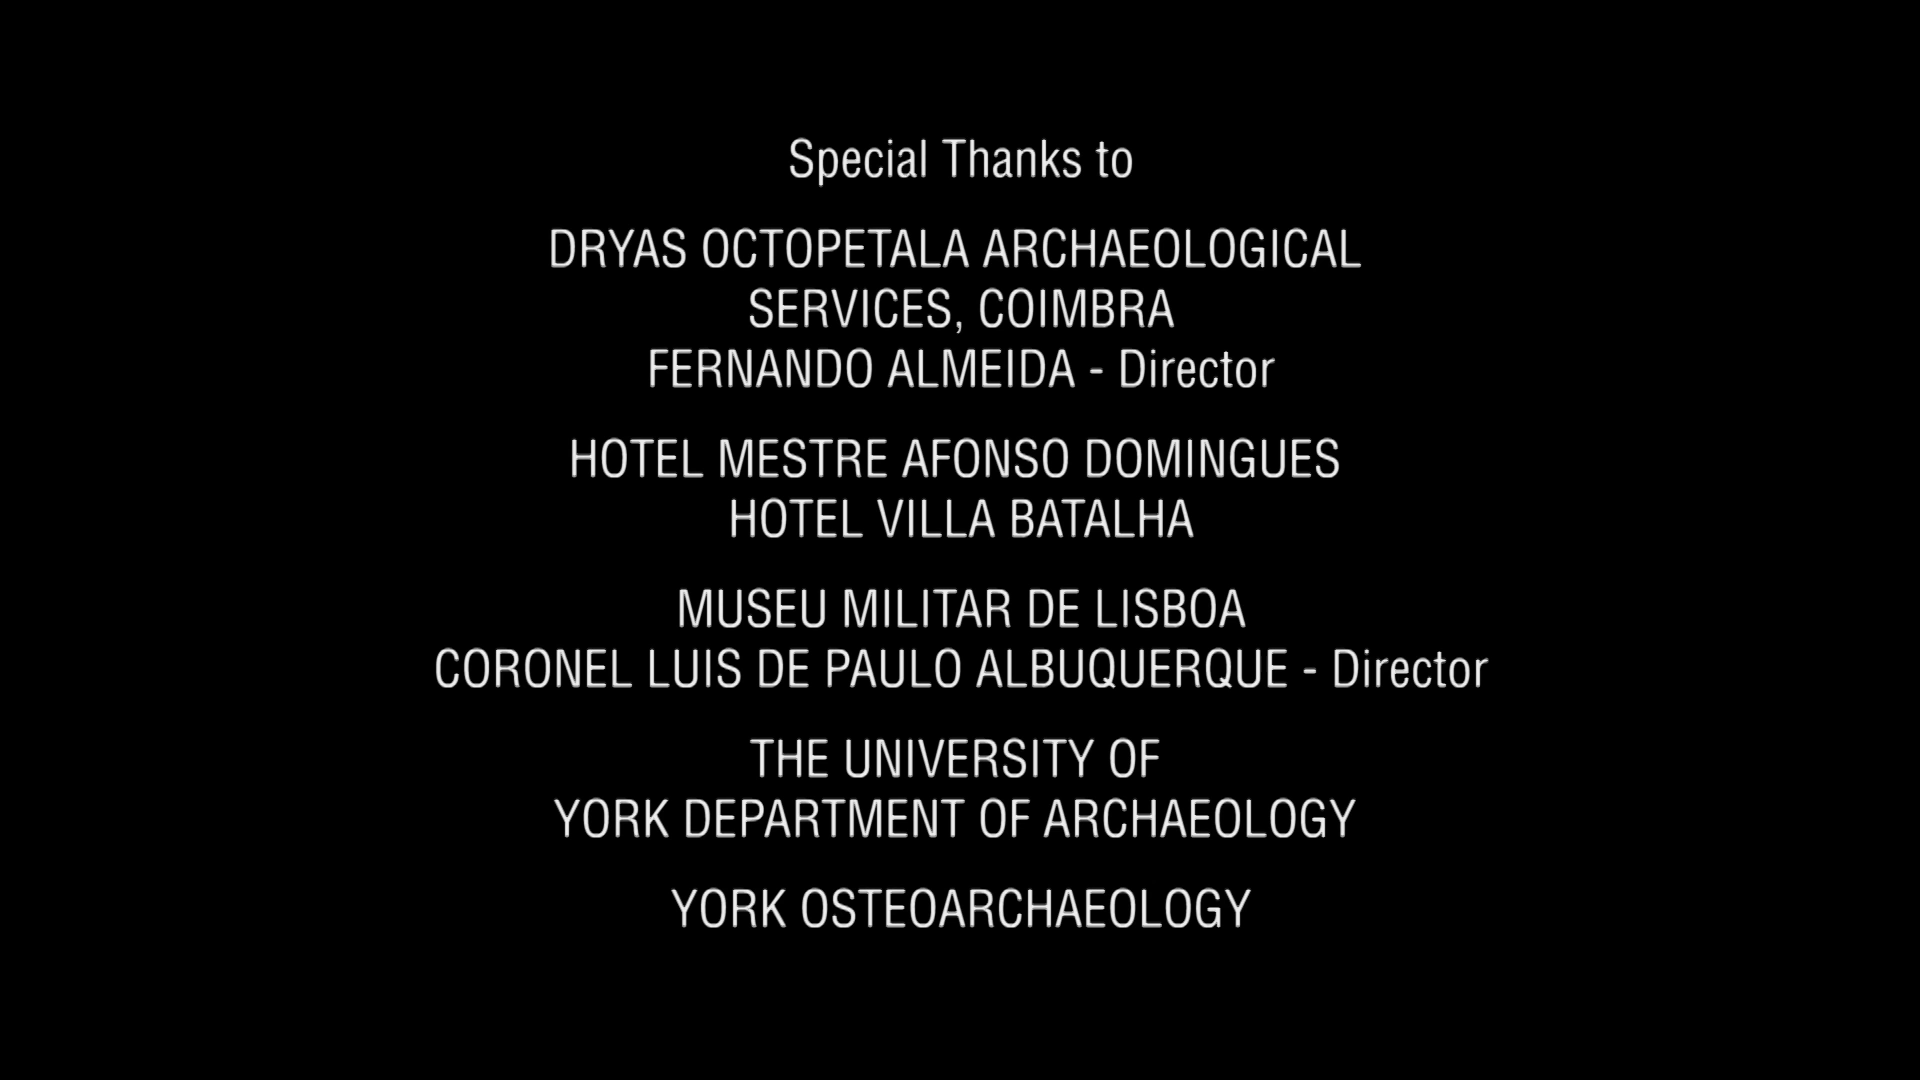 Special Thanks to
DRYAS OCTOPETALA ARCHAEOLOGICAL
SERVICES, COIMBRA
FERNANDO ALMEIDA - Director
HOTEL MESTRE AFONSO DOMINGUES
HOTEL VILLA BATALHA
MUSEU MILITAR DE LISBOA
CORONEL LUIS DE PAULO ALBUQUERQUE - Director
THE UNIVERSITY OF
YORK DEPARTMENT OF ARCHAEOLOGY
YORK OSTEOARCHAEOLOGY